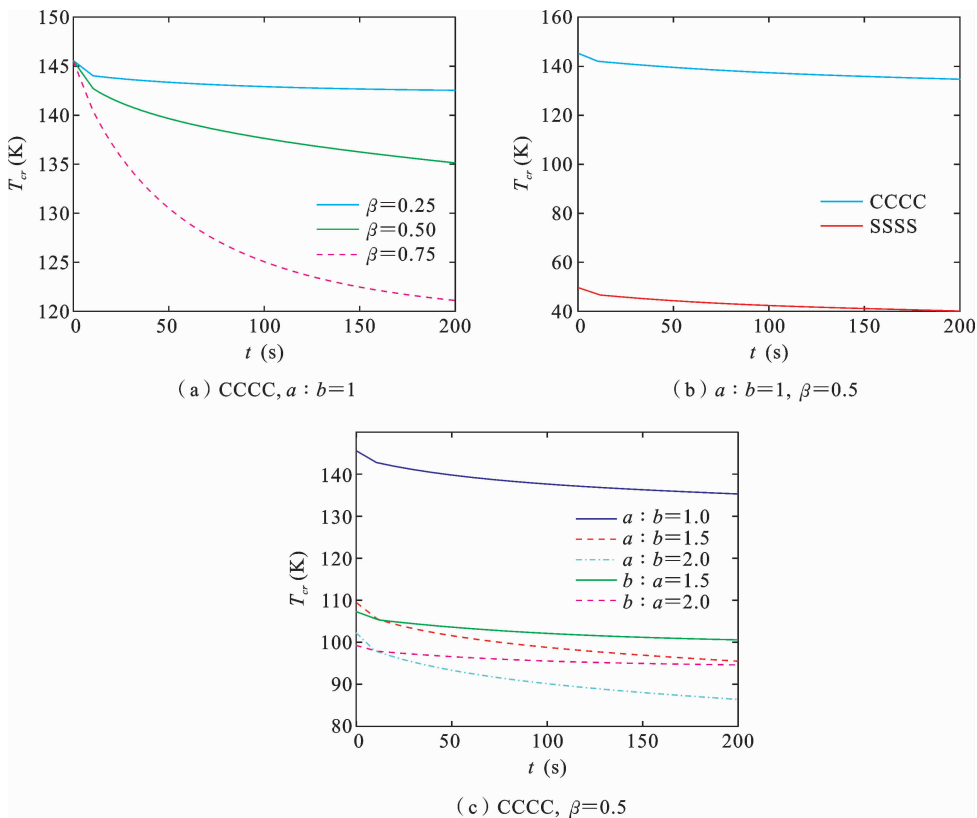 150
145
142
135
130
125
120
T_cr (K)
0
50
100
150
200
t (s)
β=0.25
β=0.50
β=0.75
(a) CCCC, a : b=1
160
140
120
100
80
60
40
T_cr (K)
0
50
100
150
200
t (s)
CCCC
SSSS
(b) a : b=1, β=0.5
140
130
120
110
100
90
80
T_cr (K)
0
50
100
150
200
t (s)
a : b=1.0
a : b=1.5
a : b=2.0
b : a=1.5
b : a=2.0
(c) CCCC, β=0.5